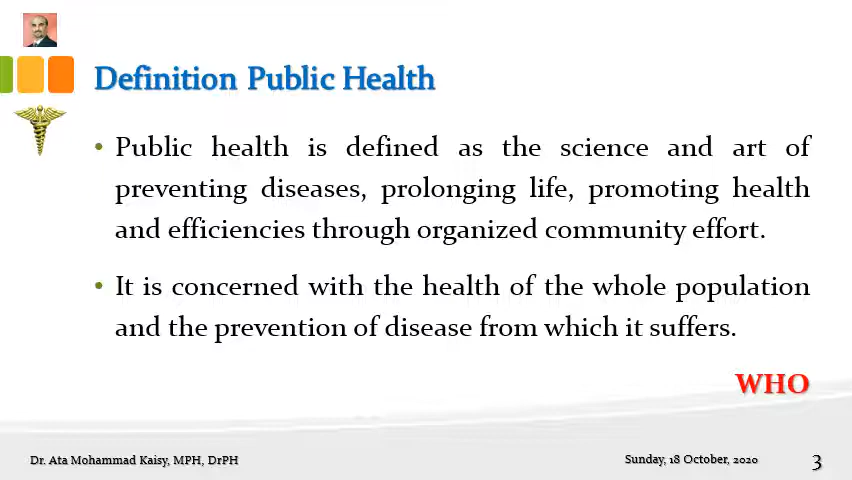 Definition Public Health
• Public health is defined as the science and art of
preventing diseases, prolonging life, promoting health
and efficiencies through organized community effort.
• It is concerned with the health of the whole population
and the prevention of disease from which it suffers.
WHO
Dr. Ata Mohammad Kaisy, MPH, DrPH
Sunday, 18 October, 2020
3